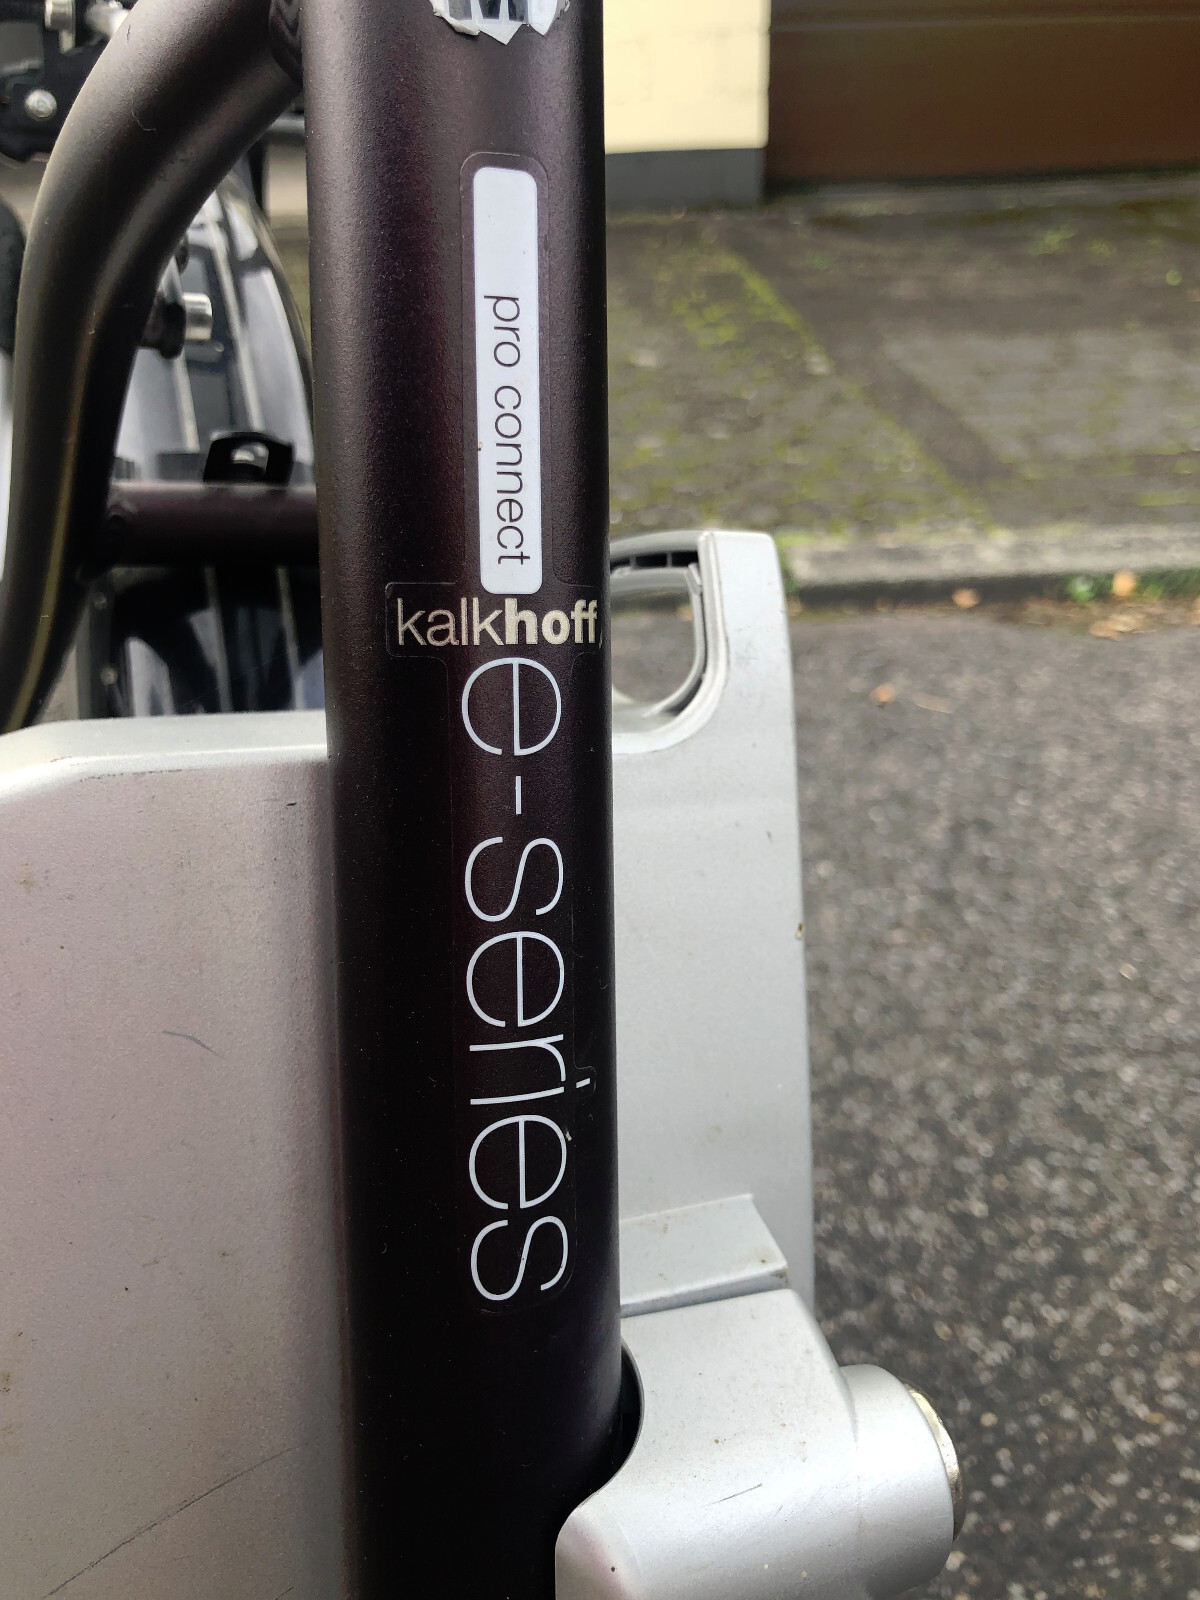 pro connect
kalkhoff
e-series